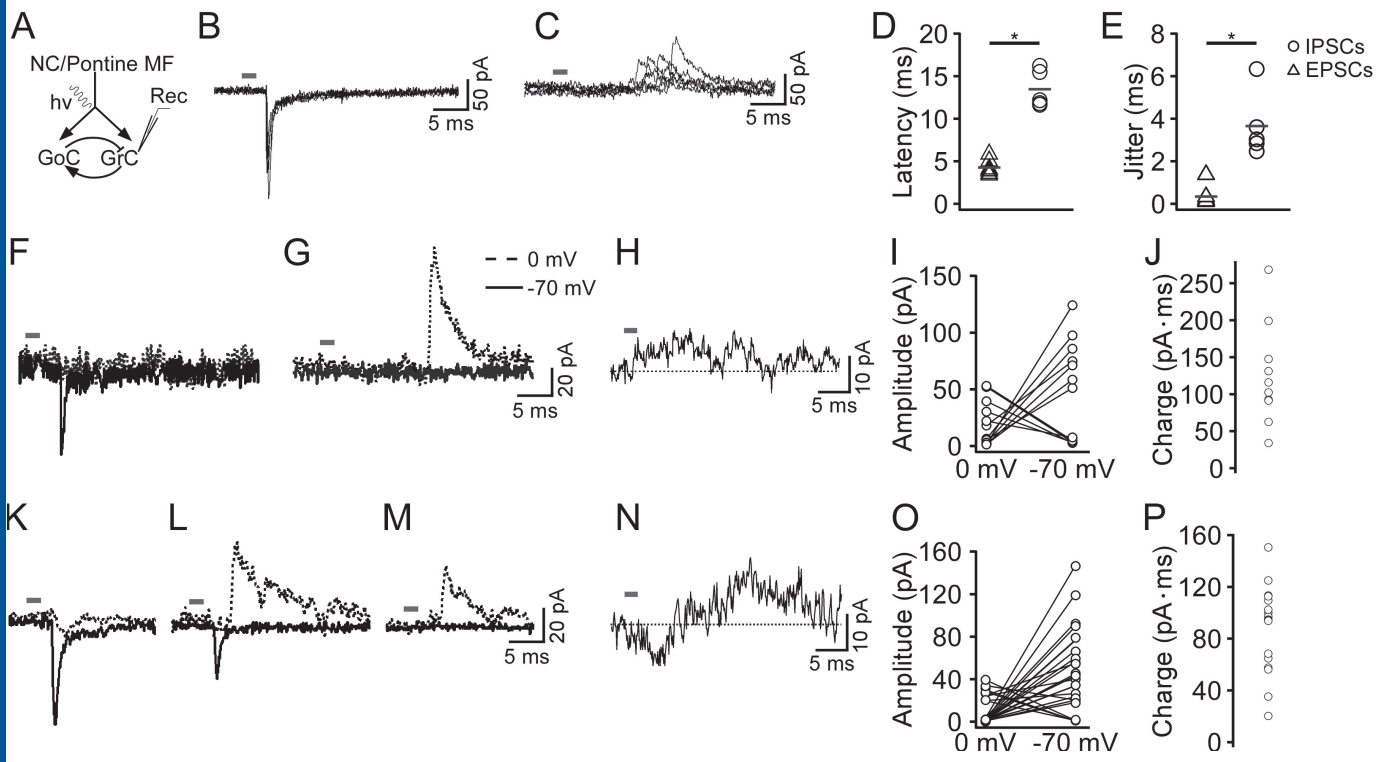 A
NC/Pontine MF
hv
Rec
GoC
GrC
B
50 pA
5 ms
C
50 pA
5 ms
D
Latency (ms)
20
15
10
5
0
*
E
Jitter (ms)
8
6
4
2
0
*
IPSCs
EPSCs
F
G
0 mV
-70 mV
20 pA
5 ms
H
10 pA
5 ms
I
Amplitude (pA)
150
100
50
0
0 mV -70 mV
J
Charge (pA·ms)
250
200
150
100
50
0
K
L
M
20 pA
5 ms
N
10 pA
5 ms
O
Amplitude (pA)
160
120
80
40
0
0 mV -70 mV
P
Charge (pA·ms)
160
120
80
40
0